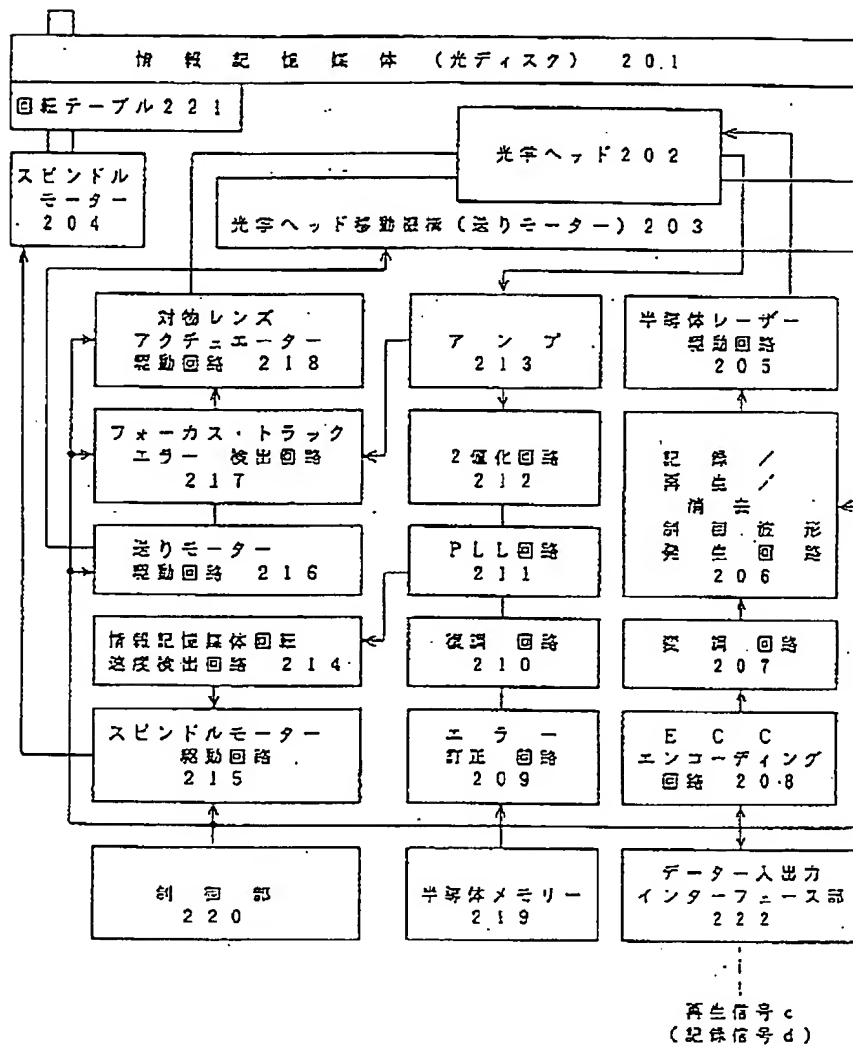 情報記憶媒体(光ディスク) 201
回転テーブル221
光学ヘッド202
スピンドル
モーター
204
光学ヘッド移動機構(送りモーター)203
対物レンズ
アクチュエーター
駆動回路 218
アンプ
213
半導体レーザー
駆動回路
205
フォーカス・トラック
エラー 検出回路
217
2値化回路
212
記録/
再生/
消去
制御 波形
発生回路
206
送りモーター
駆動回路 216
PLL回路
211
情報記憶媒体回転
速度検出回路 214
復調 回路
210
変調 回路
207
スピンドルモーター
駆動回路
215
エラー
訂正 回路
209
ECC
エンコーディング
回路 208
制御部
220
半導体メモリー
219
データー入出力
インターフェース部
222
再生信号c
(記録信号d)